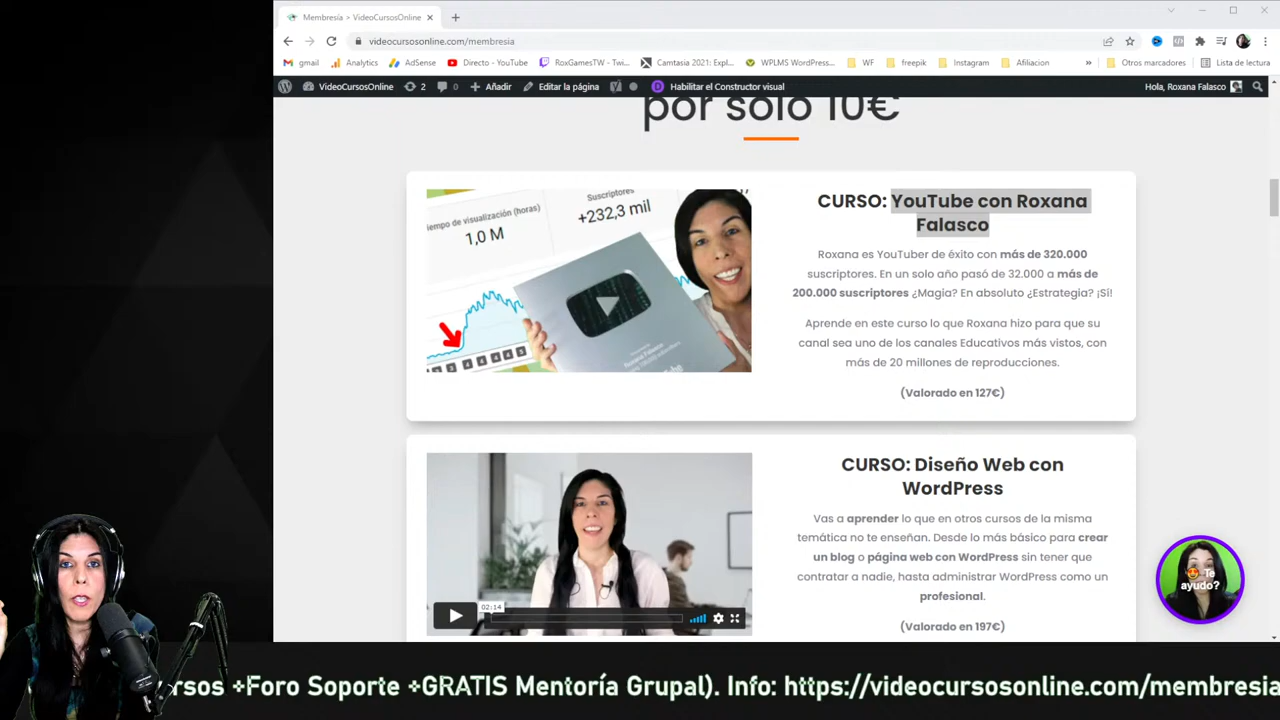 Membresía > VideoCursosOnline
videocursosonline.com/membresia
gmail Analytics AdSense Directo - YouTube RoxGamesTW - Twi... Camtasia 2021: Expl... WPLMS WordPress... WF freepik Instagram Afiliacion » Otros marcadores Lista de lectura
VideoCursosOnline 2 0 + Añadir Editar la página Habilitar el Constructor visual Hola, Roxana Falasco
por solo 10€
iempo de visualización (horas)
1,0 M
Suscriptores
+232,3 mil
CURSO: YouTube con Roxana
Falasco
Roxana es YouTuber de éxito con más de 320.000
suscriptores. En un solo año pasó de 32.000 a más de
200.000 suscriptores ¿Magia? En absoluto ¿Estrategia? ¡Sí!
Aprende en este curso lo que Roxana hizo para que su
canal sea uno de los canales Educativos más vistos, con
más de 20 millones de reproducciones.
(Valorado en 127€)
02:14
CURSO: Diseño Web con
WordPress
Vas a aprender lo que en otros cursos de la misma
temática no te enseñan. Desde lo más básico para crear
un blog o página web con WordPress sin tener que
contratar a nadie, hasta administrar WordPress como un
profesional.
(Valorado en 197€)
Te
ayudo?
ursos +Foro Soporte +GRATIS Mentoría Grupal). Info: https://videocursosonline.com/membresia